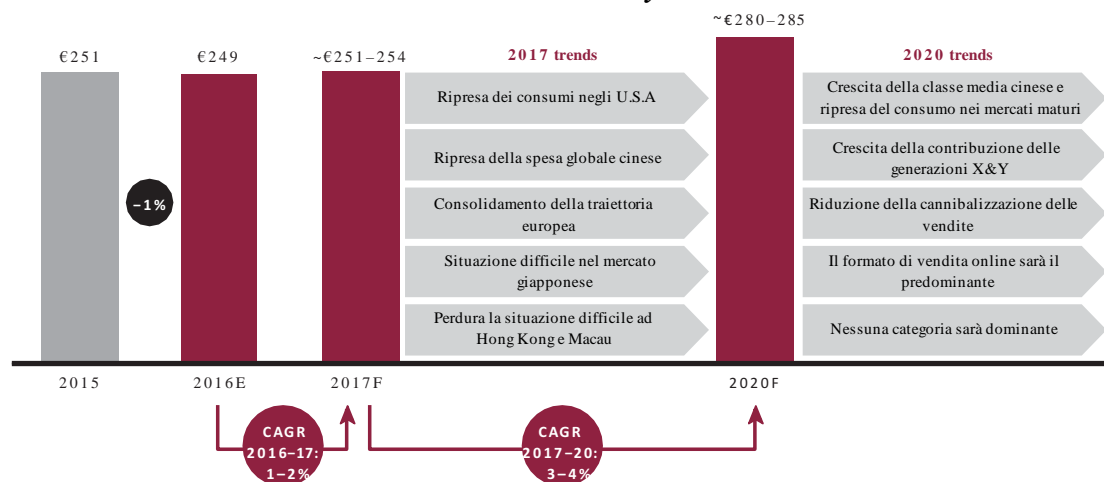 €251
€249
~€251–254
~€280–285
2017 trends
Ripresa dei consumi negli U.S.A
Ripresa della spesa globale cinese
Consolidamento della traiettoria
europea
Situazione difficile nel mercato
giapponese
Perdura la situazione difficile ad
Hong Kong e Macau
2020 trends
Crescita della classe media cinese e
ripresa del consumo nei mercati maturi
Crescita della contribuzione delle
generazioni X&Y
Riduzione della cannibalizzazione delle
vendite
Il formato di vendita online sarà il
predominante
Nessuna categoria sarà dominante
–1%
2015
2016E
2017F
2020F
CAGR
2016–17:
1–2%
CAGR
2017–20:
3–4%